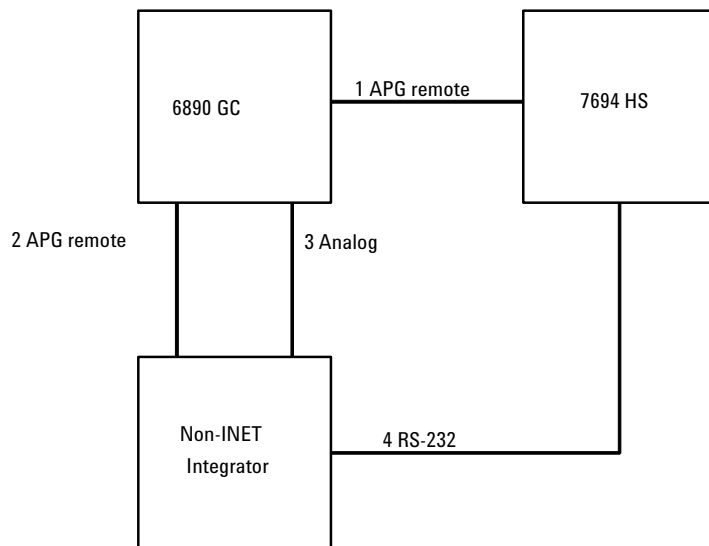 1 APG remote
6890 GC
7694 HS
2 APG remote
3 Analog
Non-INET
Integrator
4 RS-232